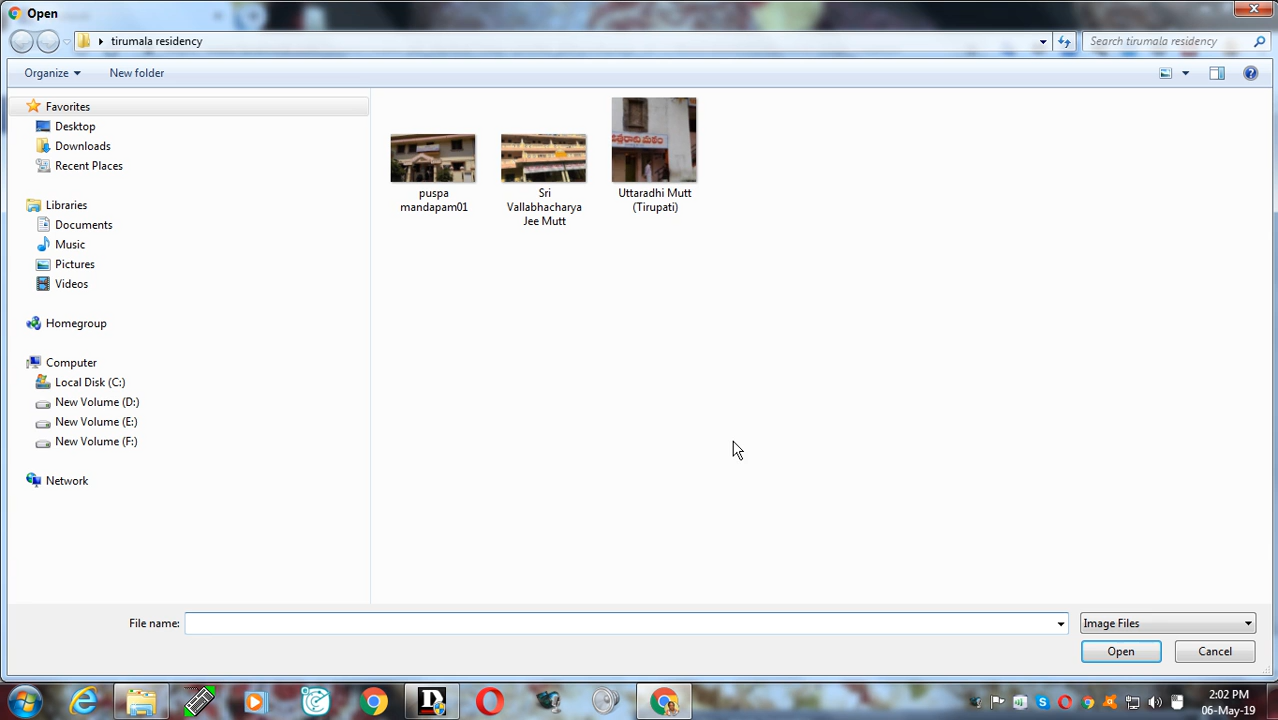 Open
tirumala residency
Search tirumala residency
Organize
New folder
Favorites
Desktop
Downloads
Recent Places
Libraries
Documents
Music
Pictures
Videos
Homegroup
Computer
Local Disk (C:)
New Volume (D:)
New Volume (E:)
New Volume (F:)
Network
puspa
mandapam01
Sri
Vallabhacharya
Jee Mutt
Uttaradhi Mutt
(Tirupati)
File name:
Image Files
Open
Cancel
2:02 PM
06-May-19